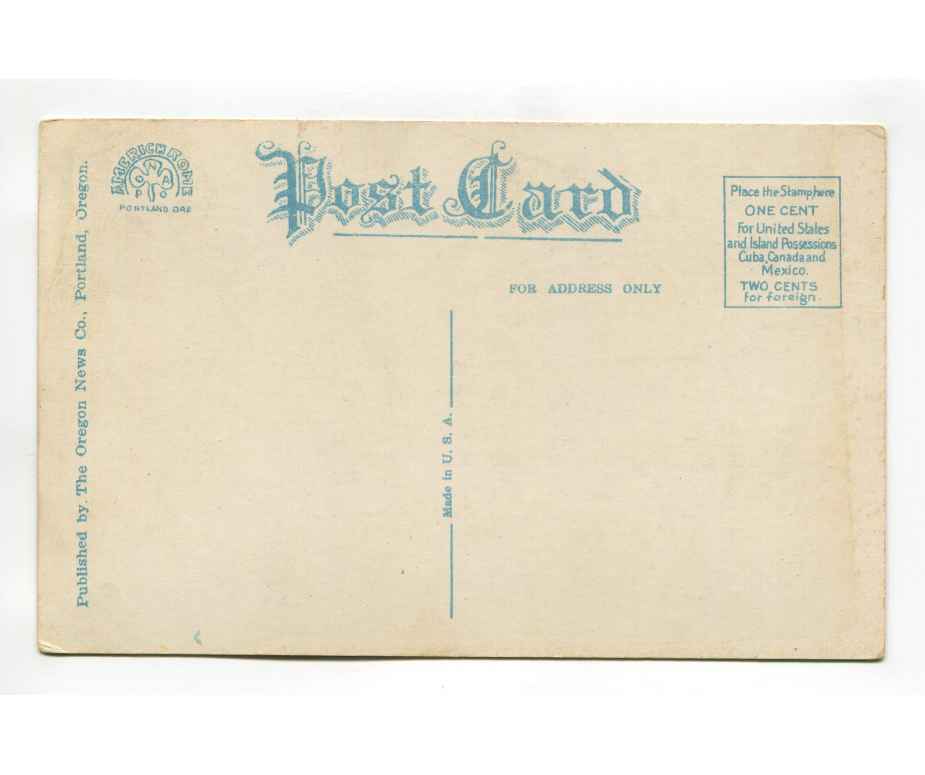 AMERICHROME
PORTLAND ORE
Post Card
Place the Stamp here
ONE CENT
For United States
and Island Possessions
Cuba, Canada and
Mexico.
TWO CENTS
for foreign.
FOR ADDRESS ONLY
Published by The Oregon News Co., Portland, Oregon.
Made in U. S. A.